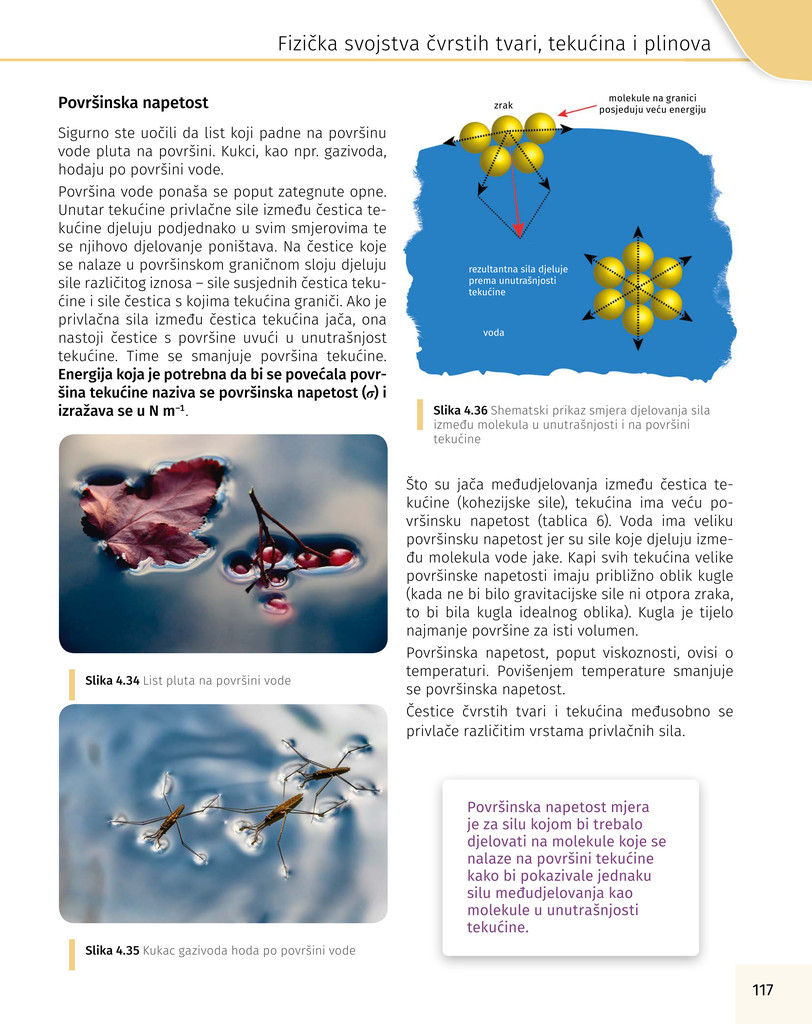 Fizička svojstva čvrstih tvari, tekućina i plinova
Površinska napetost
Sigurno ste uočili da list koji padne na površinu
vode pluta na površini. Kukci, kao npr. gazivoda,
hodaju po površini vode.
Površina vode ponaša se poput zategnute opne.
Unutar tekućine privlačne sile između čestica te-
kućine djeluju podjednako u svim smjerovima te
se njihovo djelovanje poništava. Na čestice koje
se nalaze u površinskom graničnom sloju djeluju
sile različitog iznosa – sile susjednih čestica teku-
ćine i sile čestica s kojima tekućina graniči. Ako je
privlačna sila između čestica tekućina jača, ona
nastoji čestice s površine uvući u unutrašnjost
tekućine. Time se smanjuje površina tekućine.
Energija koja je potrebna da bi se povećala povr-
šina tekućine naziva se površinska napetost (σ) i
izražava se u N m⁻¹.
Slika 4.34 List pluta na površini vode
Slika 4.35 Kukac gazivoda hoda po površini vode
zrak
molekule na granici
posjeduju veću energiju
rezultantna sila djeluje
prema unutrašnjosti
tekućine
voda
Slika 4.36 Shematski prikaz smjera djelovanja sila
između molekula u unutrašnjosti i na površini
tekućine
Što su jača međudjelovanja između čestica te-
kućine (kohezijske sile), tekućina ima veću po-
vršinsku napetost (tablica 6). Voda ima veliku
površinsku napetost jer su sile koje djeluju izme-
đu molekula vode jake. Kapi svih tekućina velike
površinske napetosti imaju približno oblik kugle
(kada ne bi bilo gravitacijske sile ni otpora zraka,
to bi bila kugla idealnog oblika). Kugla je tijelo
najmanje površine za isti volumen.
Površinska napetost, poput viskoznosti, ovisi o
temperaturi. Povišenjem temperature smanjuje
se površinska napetost.
Čestice čvrstih tvari i tekućina međusobno se
privlače različitim vrstama privlačnih sila.
Površinska napetost mjera
je za silu kojom bi trebalo
djelovati na molekule koje se
nalaze na površini tekućine
kako bi pokazivale jednaku
silu međudjelovanja kao
molekule u unutrašnjosti
tekućine.
117